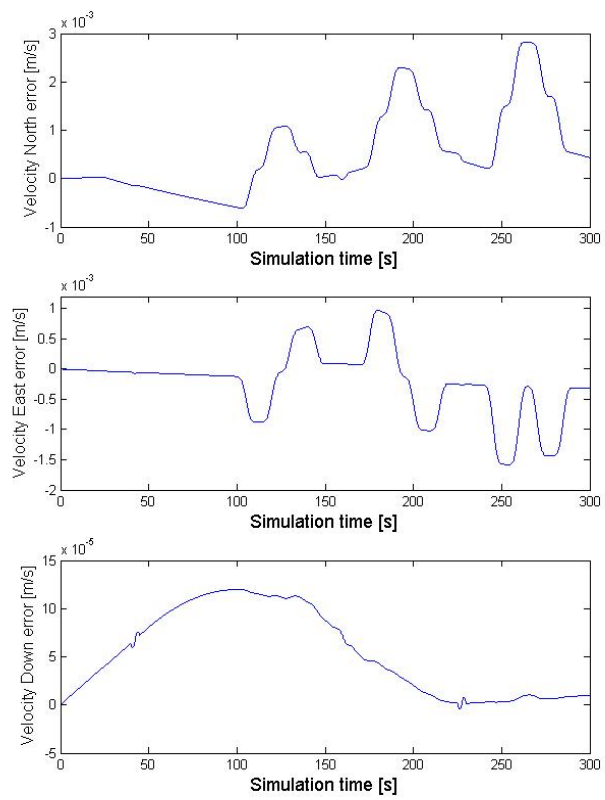 x 10^-3
3
2
1
0
-1
Velocity North error [m/s]
0 50 100 150 200 250 300
Simulation time [s]
x 10^-3
1
0.5
0
-0.5
-1
-1.5
-2
Velocity East error [m/s]
0 50 100 150 200 250 300
Simulation time [s]
x 10^-5
15
10
5
0
-5
Velocity Down error [m/s]
0 50 100 150 200 250 300
Simulation time [s]